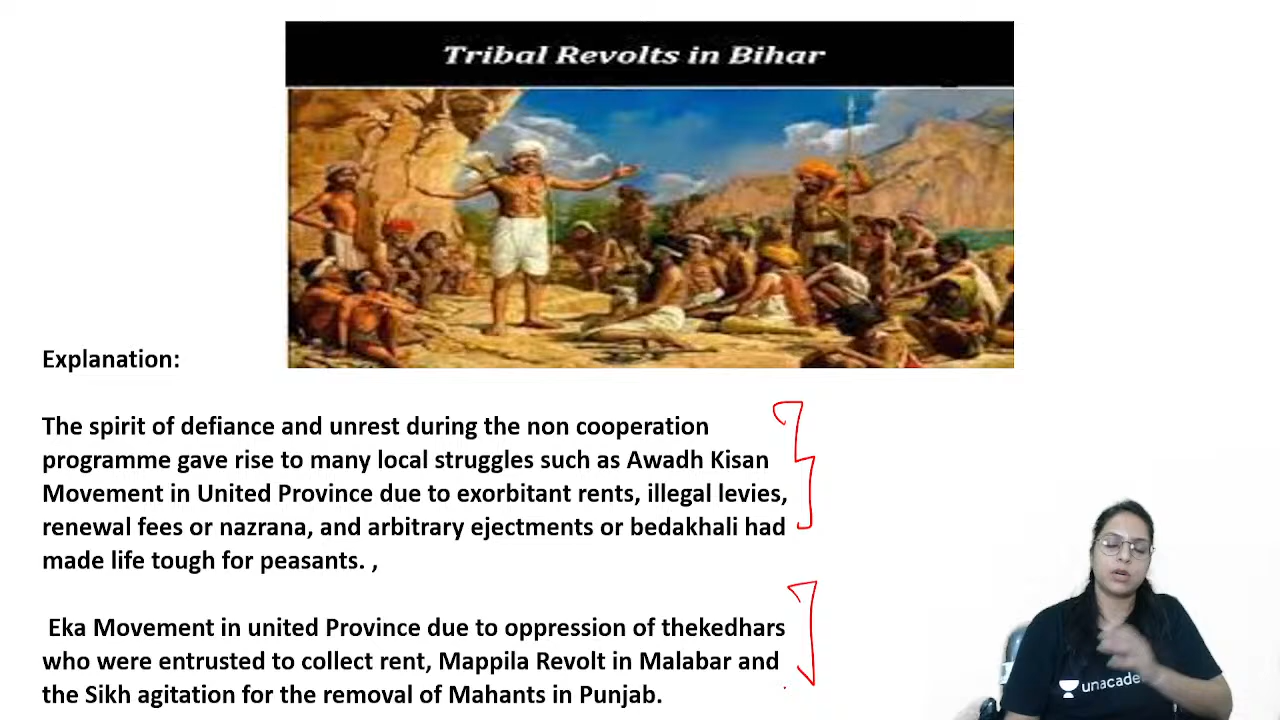 Tribal Revolts in Bihar
Explanation:
The spirit of defiance and unrest during the non cooperation
programme gave rise to many local struggles such as Awadh Kisan
Movement in United Province due to exorbitant rents, illegal levies,
renewal fees or nazrana, and arbitrary ejectments or bedakhali had
made life tough for peasants. ,
Eka Movement in united Province due to oppression of thekedhars
who were entrusted to collect rent, Mappila Revolt in Malabar and
the Sikh agitation for the removal of Mahants in Punjab.
unacade